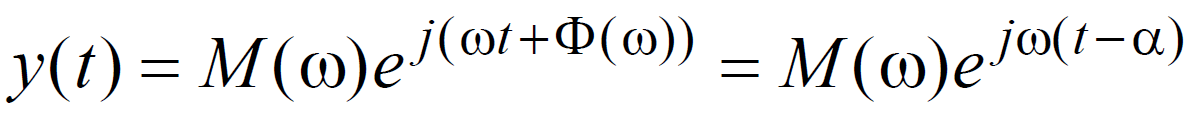 y(t) = M(ω)e^{j(ωt+Φ(ω))} = M(ω)e^{jω(t−α)}